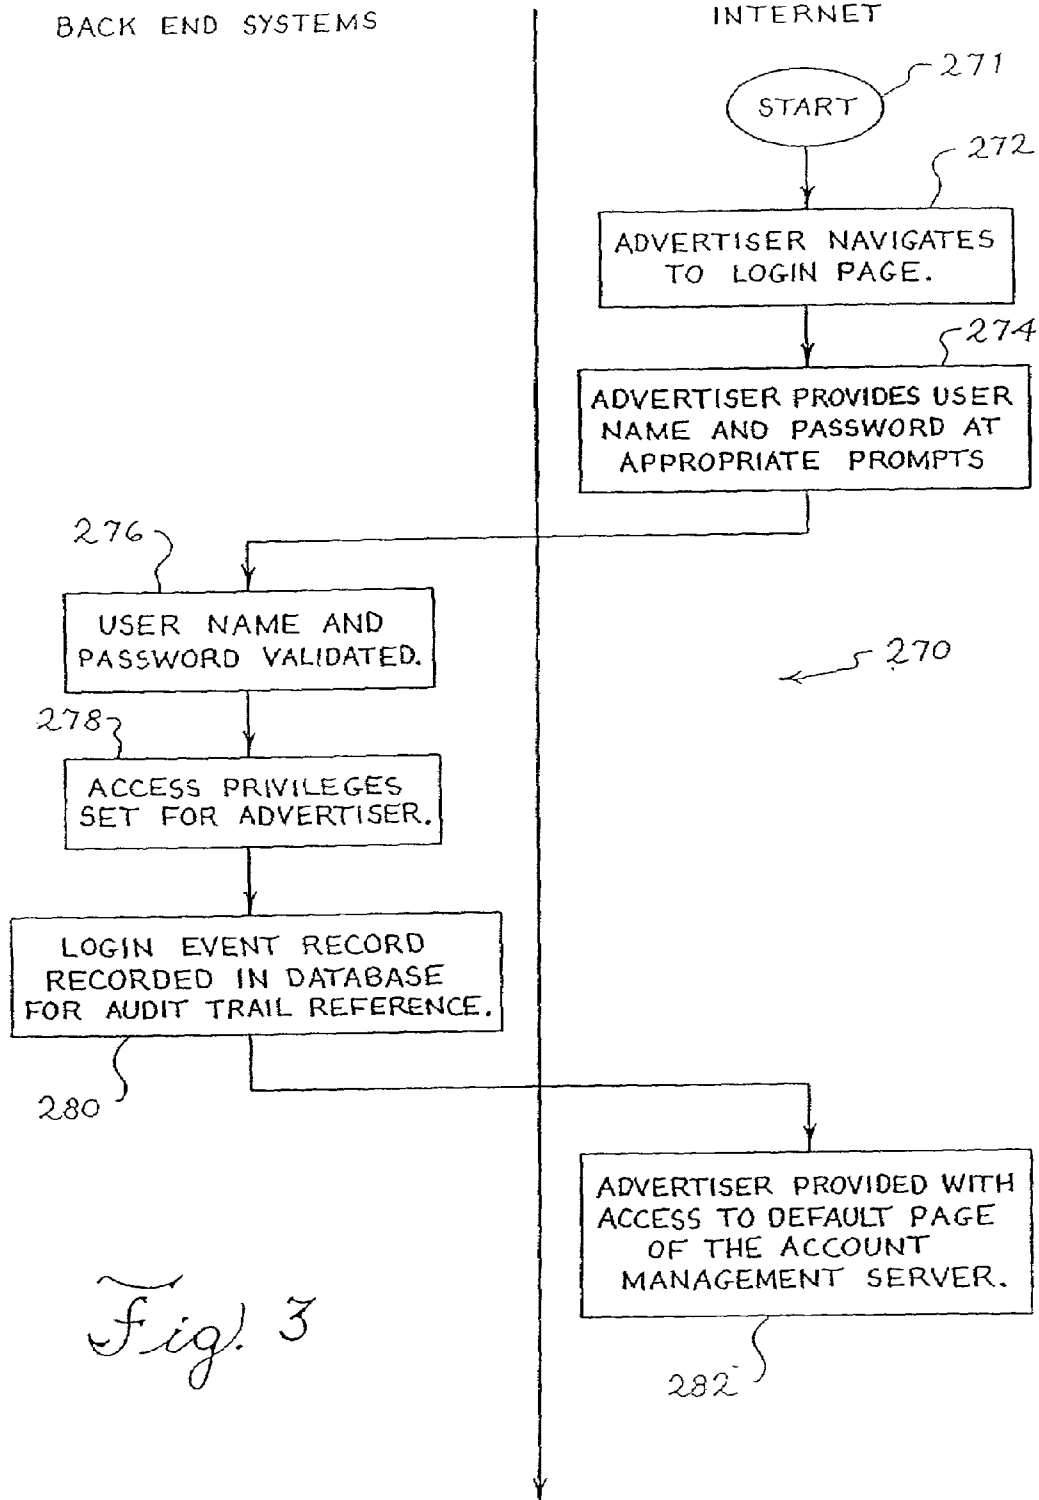 BACK END SYSTEMS
INTERNET
START
271
272
ADVERTISER NAVIGATES
TO LOGIN PAGE.
274
ADVERTISER PROVIDES USER
NAME AND PASSWORD AT
APPROPRIATE PROMPTS
276
USER NAME AND
PASSWORD VALIDATED.
270
278
ACCESS PRIVILEGES
SET FOR ADVERTISER.
LOGIN EVENT RECORD
RECORDED IN DATABASE
FOR AUDIT TRAIL REFERENCE.
280
ADVERTISER PROVIDED WITH
ACCESS TO DEFAULT PAGE
OF THE ACCOUNT
MANAGEMENT SERVER.
282
Fig. 3